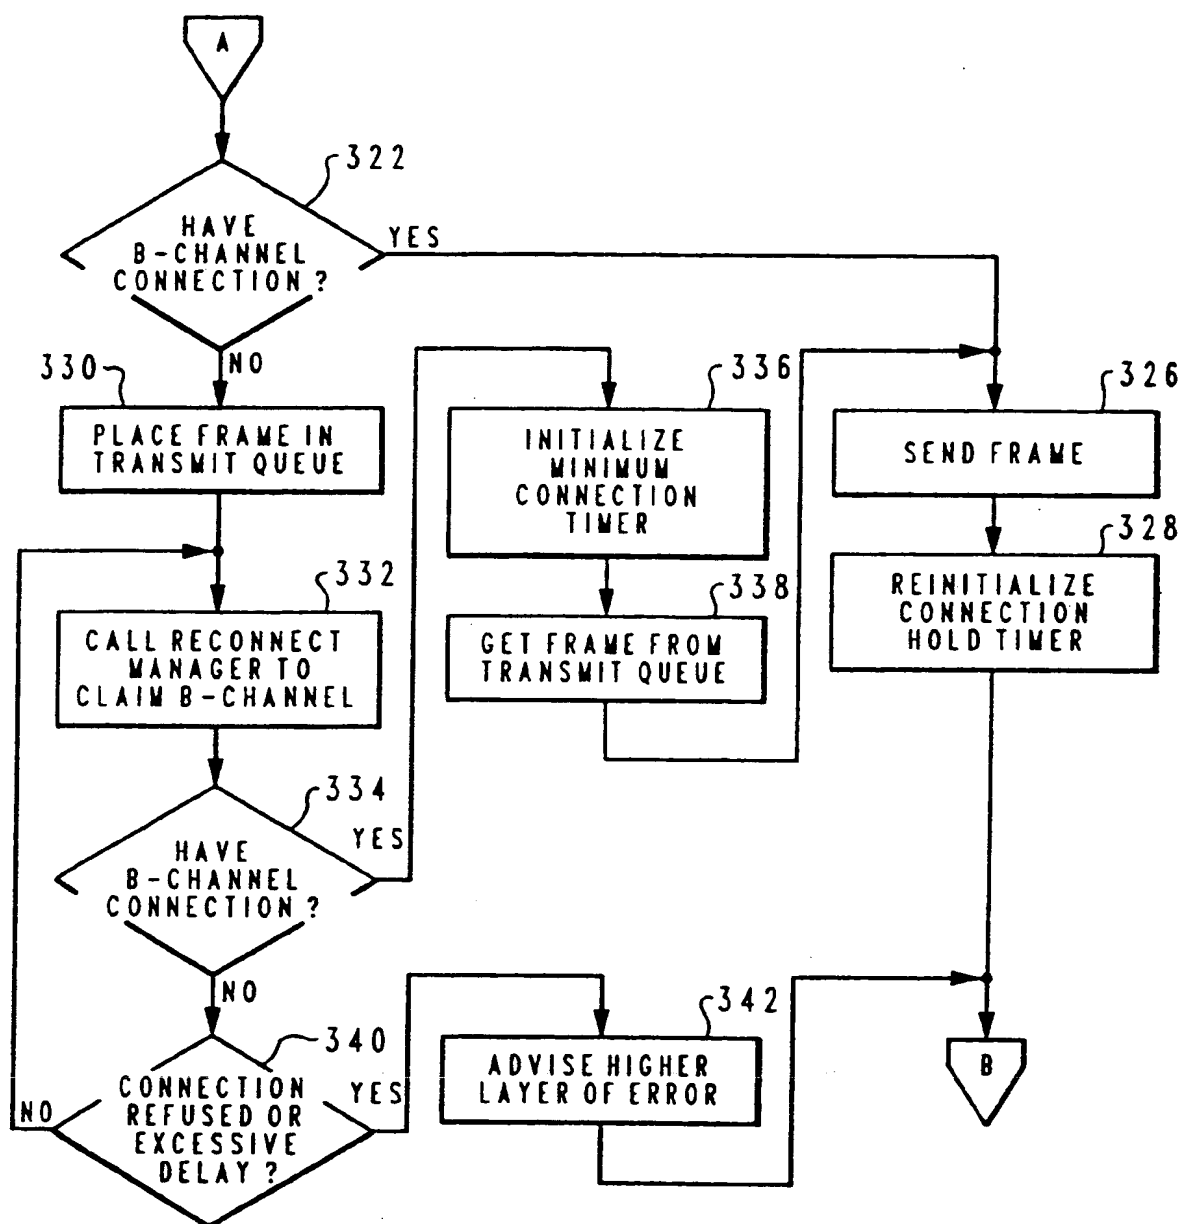 A
322
HAVE
B-CHANNEL
CONNECTION ?
YES
NO
330
PLACE FRAME IN
TRANSMIT QUEUE
336
INITIALIZE
MINIMUM
CONNECTION
TIMER
326
SEND FRAME
328
REINITIALIZE
CONNECTION
HOLD TIMER
332
CALL RECONNECT
MANAGER TO
CLAIM B-CHANNEL
338
GET FRAME FROM
TRANSMIT QUEUE
334
HAVE
B-CHANNEL
CONNECTION ?
YES
NO
340
CONNECTION
REFUSED OR
EXCESSIVE
DELAY ?
YES
NO
342
ADVISE HIGHER
LAYER OF ERROR
B